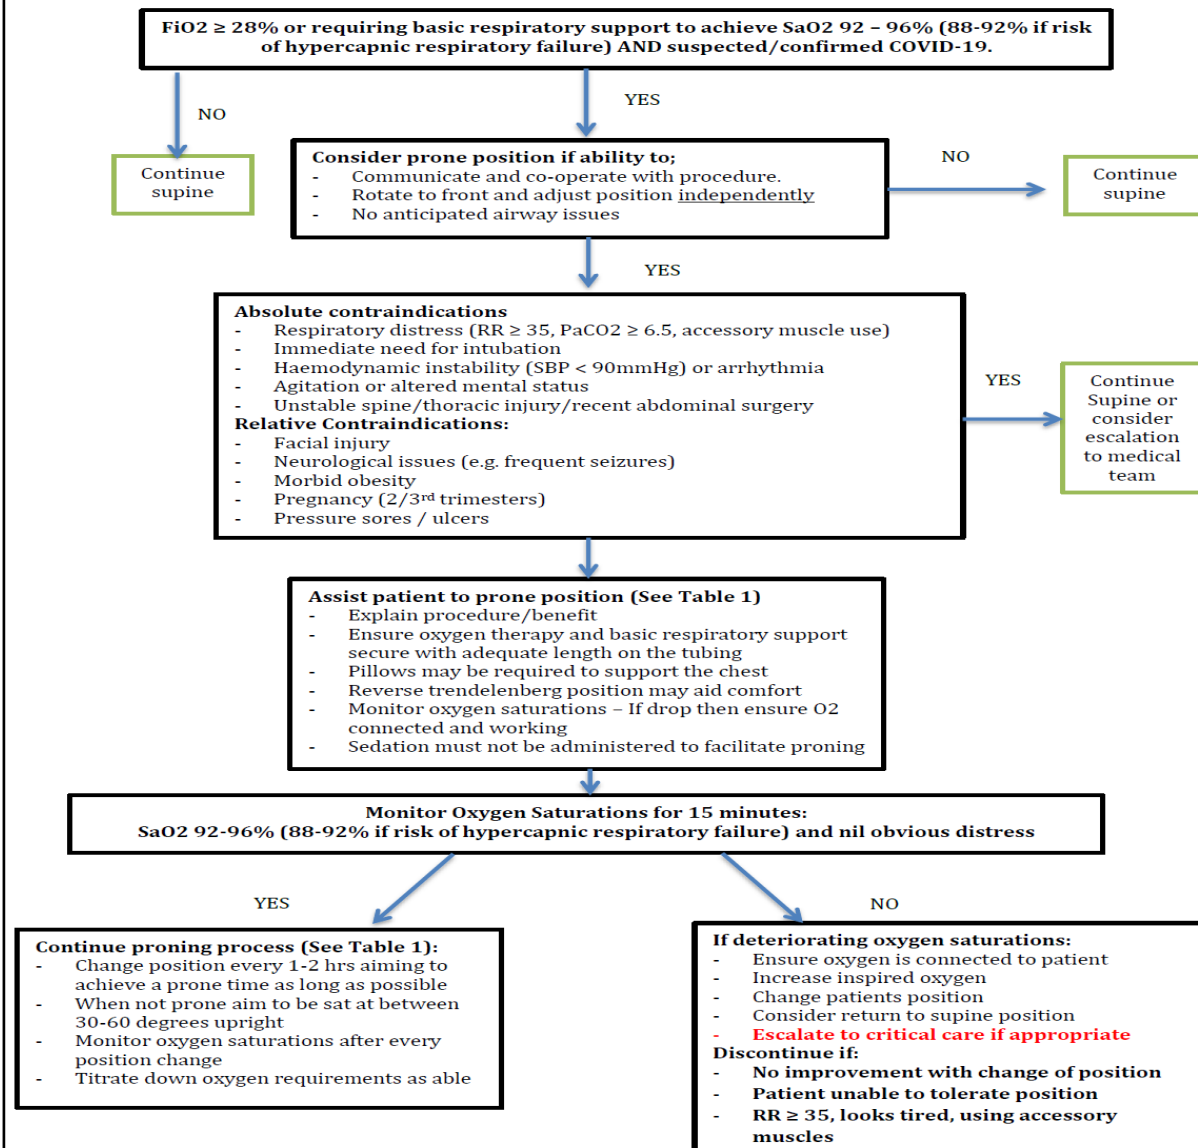 FiO2 ≥ 28% or requiring basic respiratory support to achieve SaO2 92 – 96% (88-92% if risk
of hypercapnic respiratory failure) AND suspected/confirmed COVID-19.
NO
YES
Continue
supine
Consider prone position if ability to;
- Communicate and co-operate with procedure.
- Rotate to front and adjust position independently
- No anticipated airway issues
NO
Continue
supine
YES
Absolute contraindications
- Respiratory distress (RR ≥ 35, PaCO2 ≥ 6.5, accessory muscle use)
- Immediate need for intubation
- Haemodynamic instability (SBP < 90mmHg) or arrhythmia
- Agitation or altered mental status
- Unstable spine/thoracic injury/recent abdominal surgery
Relative Contraindications:
- Facial injury
- Neurological issues (e.g. frequent seizures)
- Morbid obesity
- Pregnancy (2/3rd trimesters)
- Pressure sores / ulcers
YES
Continue
Supine or
consider
escalation
to medical
team
Assist patient to prone position (See Table 1)
- Explain procedure/benefit
- Ensure oxygen therapy and basic respiratory support
secure with adequate length on the tubing
- Pillows may be required to support the chest
- Reverse trendelenberg position may aid comfort
- Monitor oxygen saturations – If drop then ensure O2
connected and working
- Sedation must not be administered to facilitate proning
Monitor Oxygen Saturations for 15 minutes:
SaO2 92-96% (88-92% if risk of hypercapnic respiratory failure) and nil obvious distress
YES
NO
Continue proning process (See Table 1):
- Change position every 1-2 hrs aiming to
achieve a prone time as long as possible
- When not prone aim to be sat at between
30-60 degrees upright
- Monitor oxygen saturations after every
position change
- Titrate down oxygen requirements as able
If deteriorating oxygen saturations:
- Ensure oxygen is connected to patient
- Increase inspired oxygen
- Change patients position
- Consider return to supine position
- Escalate to critical care if appropriate
Discontinue if:
- No improvement with change of position
- Patient unable to tolerate position
- RR ≥ 35, looks tired, using accessory
muscles